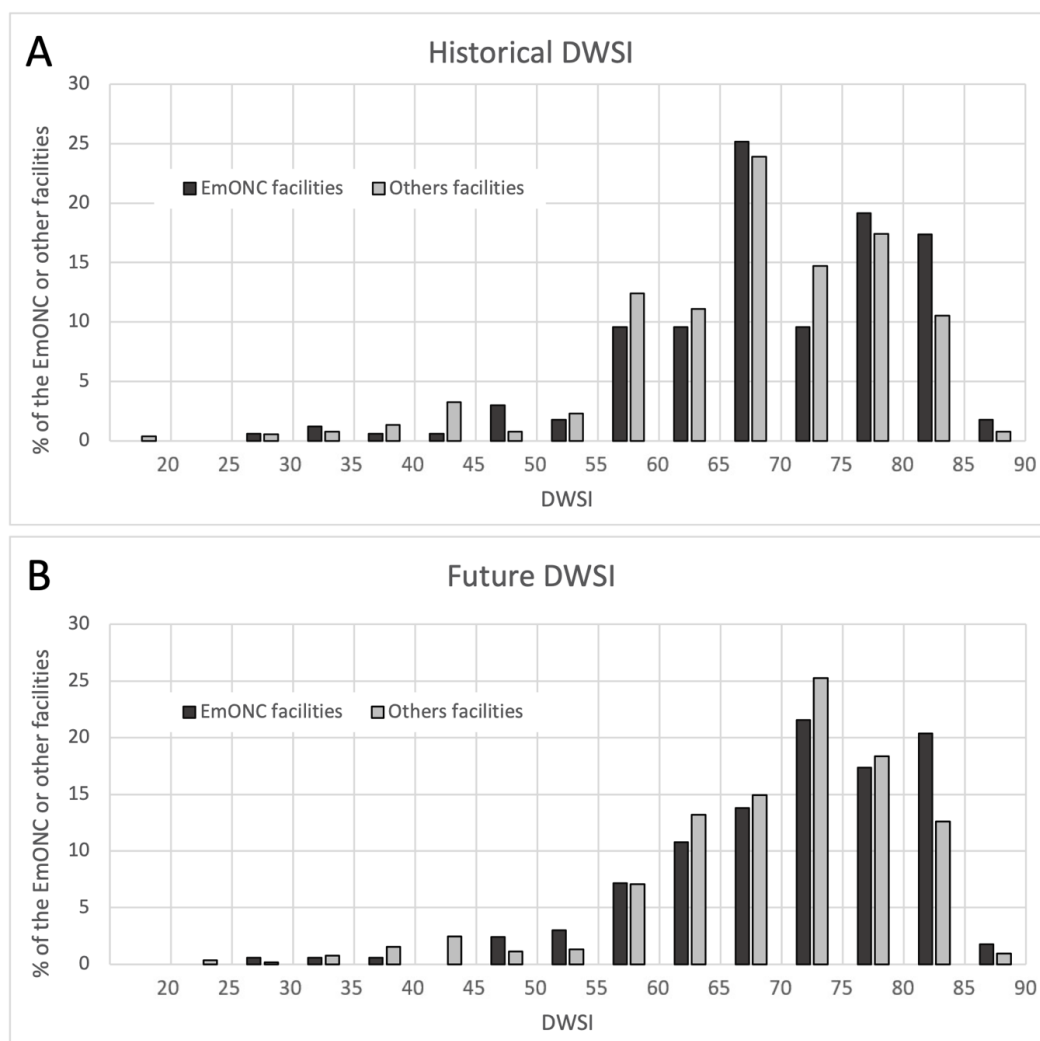 A
Historical DWSI
% of the EmONC or other facilities
30
25
20
15
10
5
0
EmONC facilities
Others facilities
20 25 30 35 40 45 50 55 60 65 70 75 80 85 90
DWSI
B
Future DWSI
% of the EmONC or other facilities
30
25
20
15
10
5
0
EmONC facilities
Others facilities
20 25 30 35 40 45 50 55 60 65 70 75 80 85 90
DWSI